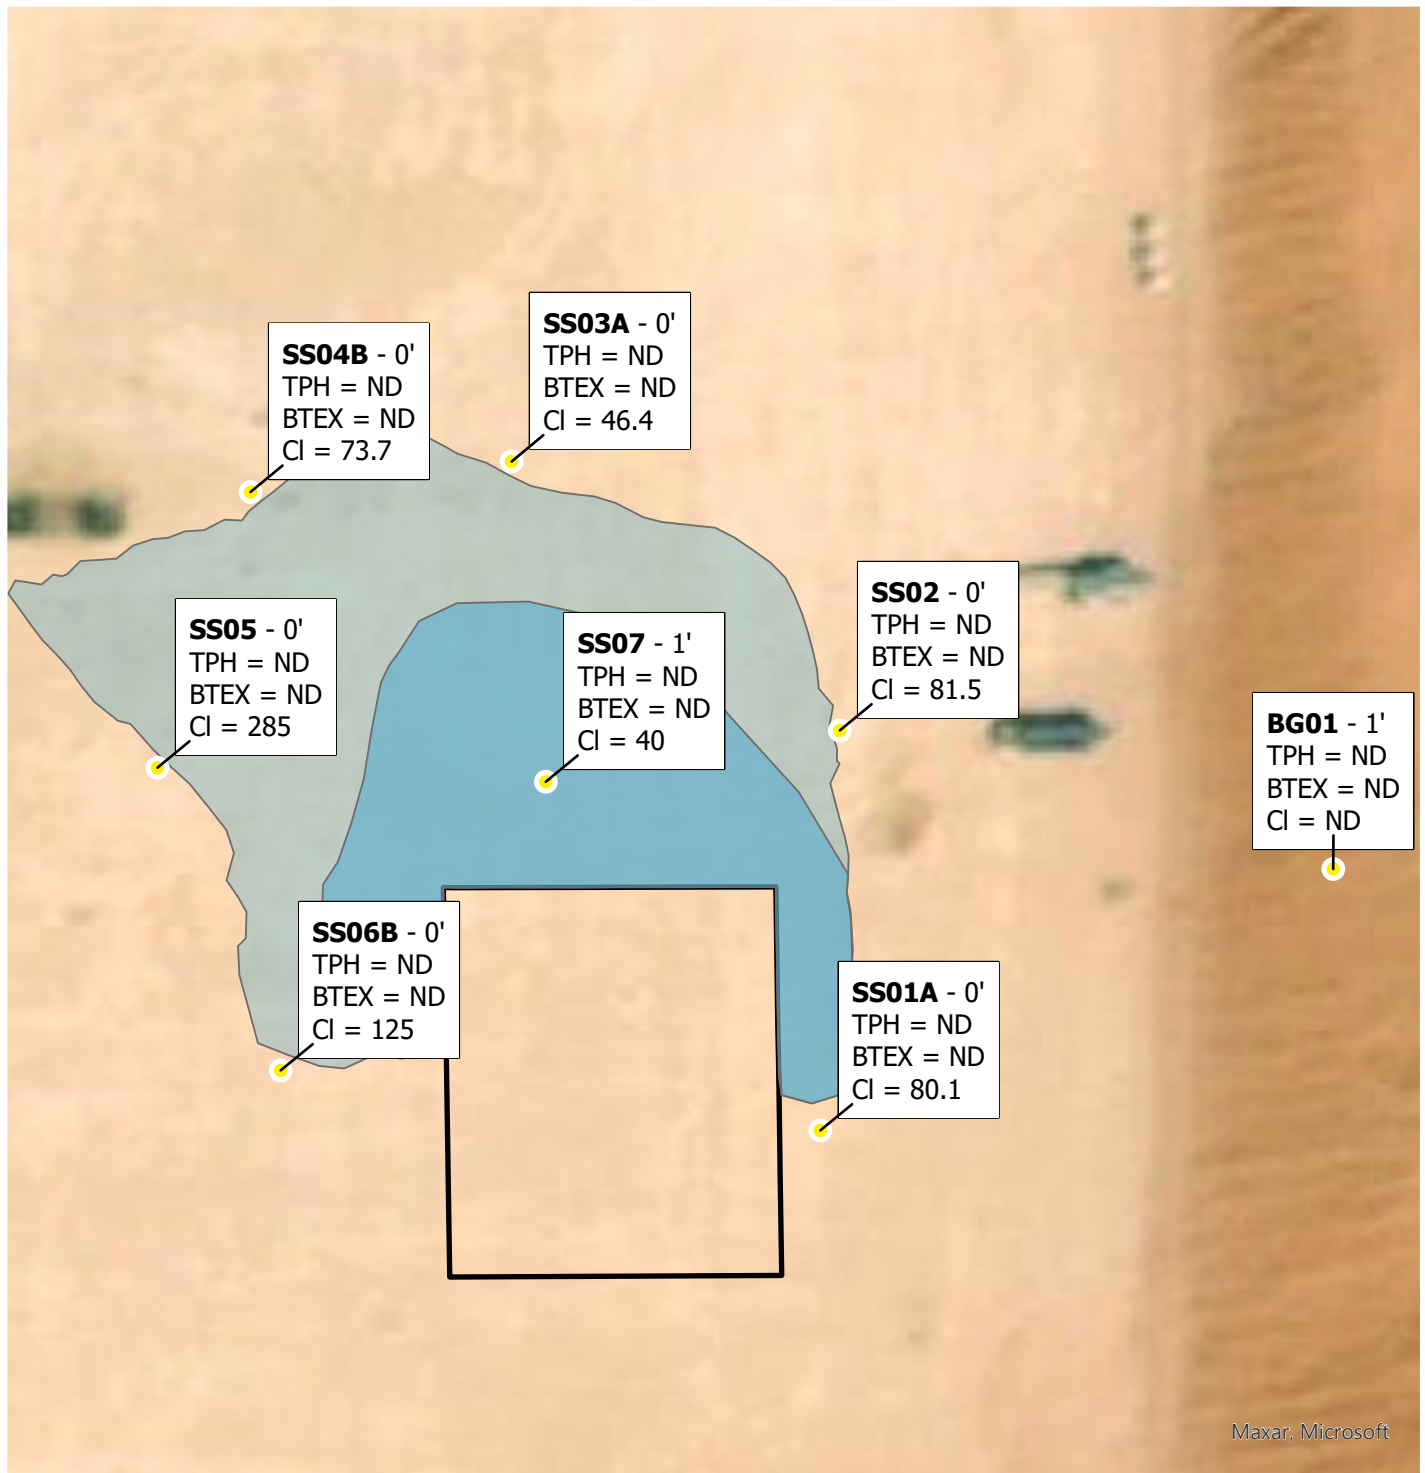 SS03A - 0'
TPH = ND
BTEX = ND
Cl = 46.4
SS04B - 0'
TPH = ND
BTEX = ND
Cl = 73.7
SS02 - 0'
TPH = ND
BTEX = ND
Cl = 81.5
SS05 - 0'
TPH = ND
BTEX = ND
Cl = 285
SS07 - 1'
TPH = ND
BTEX = ND
Cl = 40
BG01 - 1'
TPH = ND
BTEX = ND
Cl = ND
SS06B - 0'
TPH = ND
BTEX = ND
Cl = 125
SS01A - 0'
TPH = ND
BTEX = ND
Cl = 80.1
Maxar, Microsoft